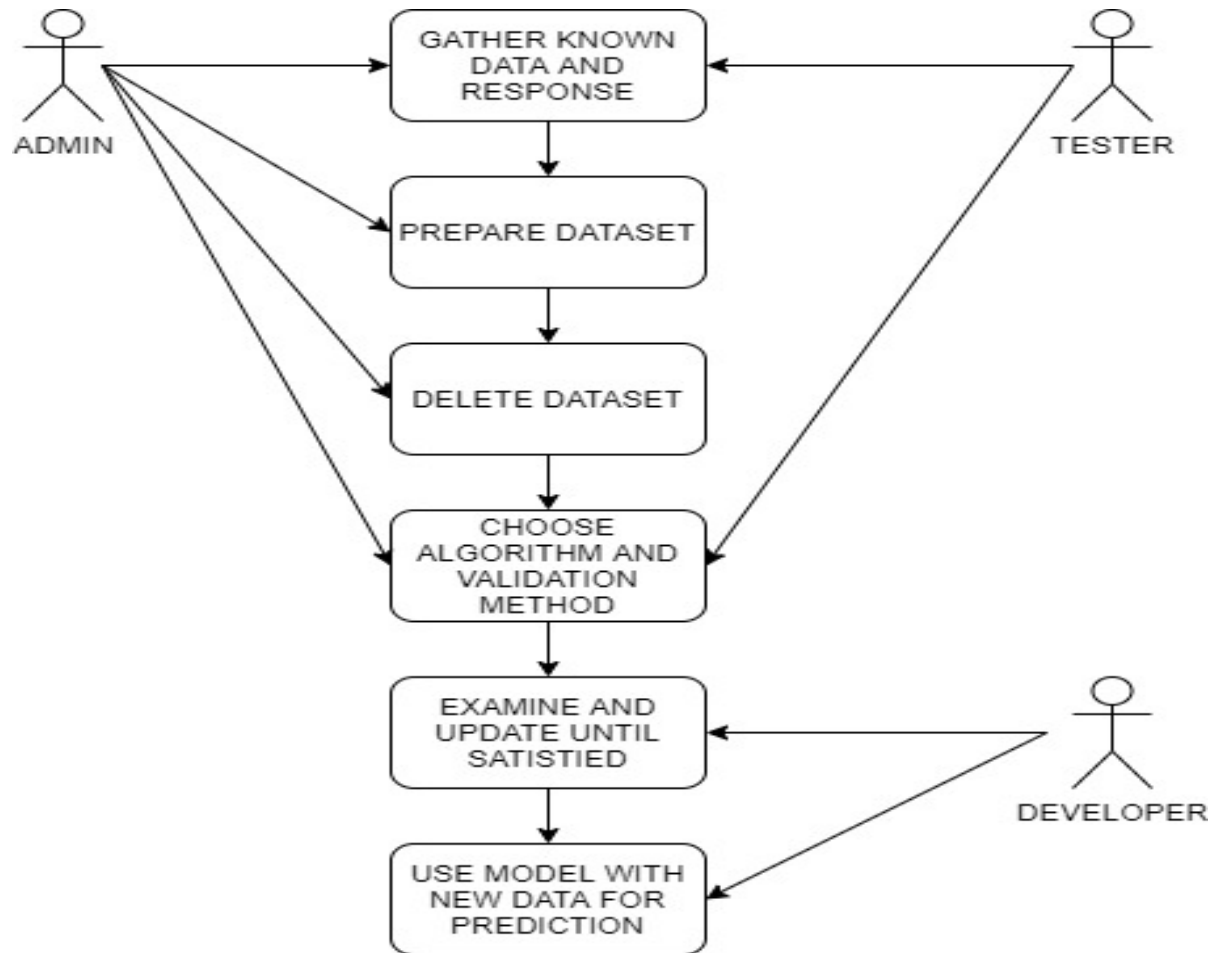 GATHER KNOWN
DATA AND
RESPONSE
ADMIN
TESTER
PREPARE DATASET
DELETE DATASET
CHOOSE
ALGORITHM AND
VALIDATION
METHOD
EXAMINE AND
UPDATE UNTIL
SATISTIED
DEVELOPER
USE MODEL WITH
NEW DATA FOR
PREDICTION